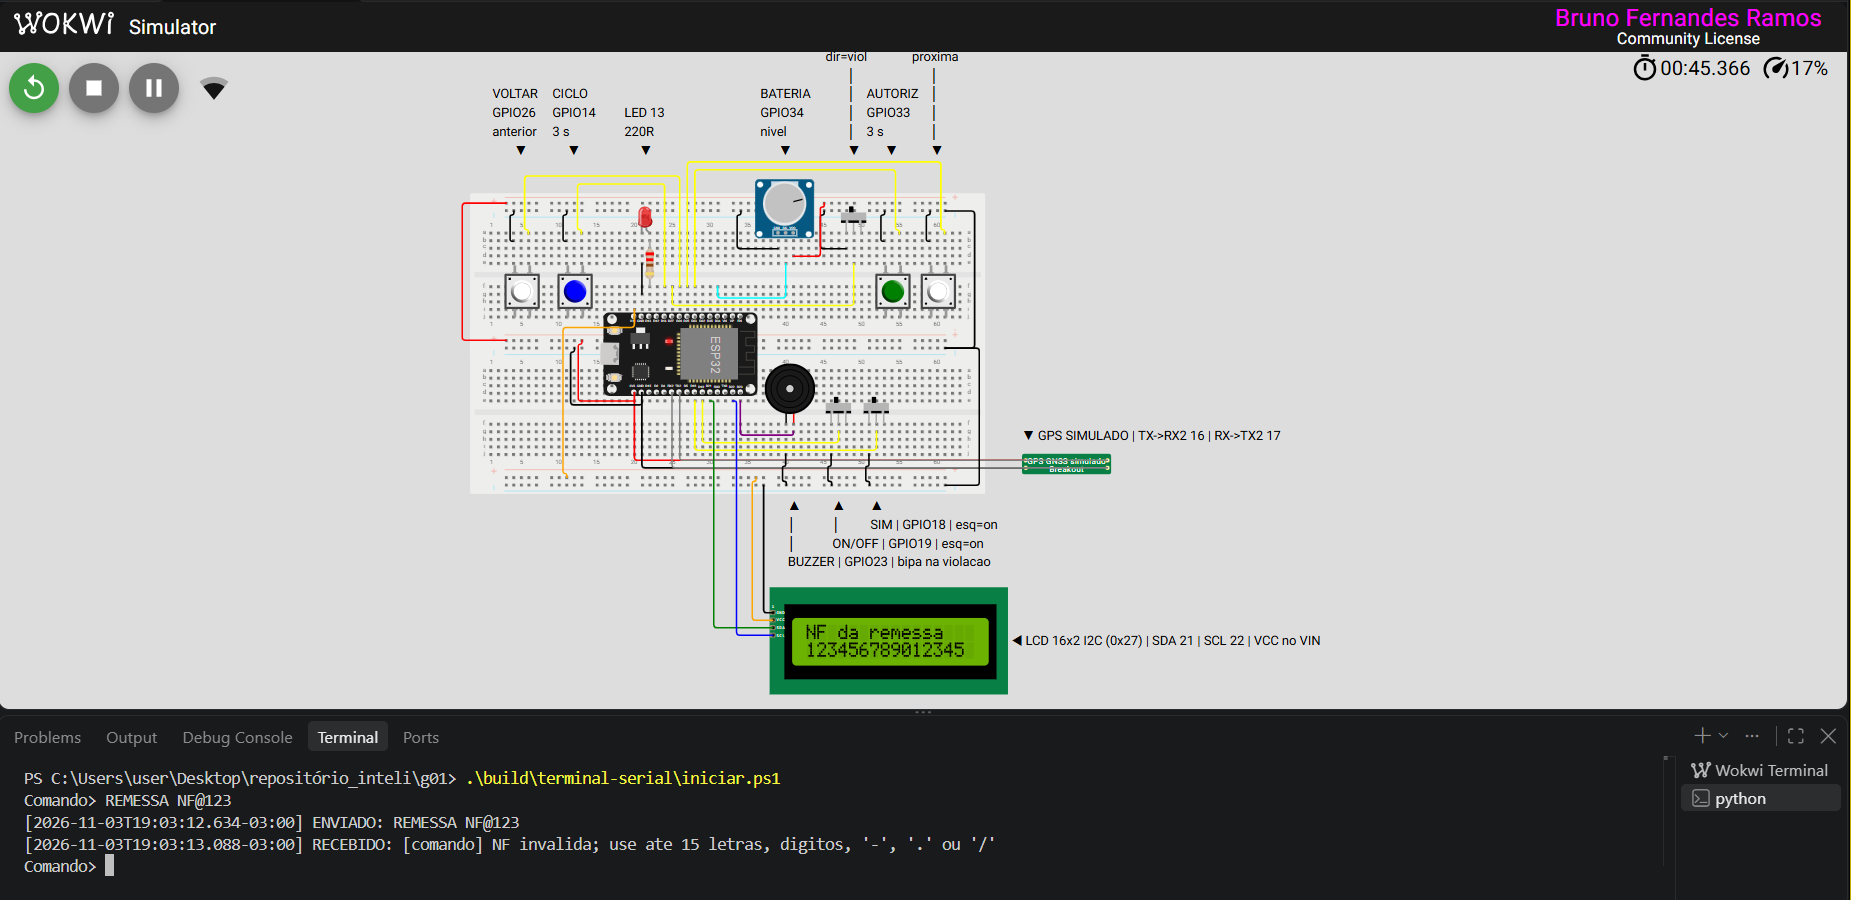 WOKWI Simulator
Bruno Fernandes Ramos
Community License
00:45.366 17%
dir=viol proxima
VOLTAR CICLO BATERIA AUTORIZ
GPIO26 GPIO14 LED 13 GPIO34 GPIO33
anterior 3 s 220R nivel 3 s
ESP32
▼ GPS SIMULADO | TX->RX2 16 | RX->TX2 17
GPS GNSS simulado
Breakout
SIM | GPIO18 | esq=on
ON/OFF | GPIO19 | esq=on
BUZZER | GPIO23 | bipa na violacao
NF da remessa
123456789012345
◀ LCD 16x2 I2C (0x27) | SDA 21 | SCL 22 | VCC no VIN
Problems Output Debug Console Terminal Ports
PS C:\Users\user\Desktop\repositório_inteli\g01> .\build\terminal-serial\iniciar.ps1
Comando> REMESSA NF@123
[2026-11-03T19:03:12.634-03:00] ENVIADO: REMESSA NF@123
[2026-11-03T19:03:13.088-03:00] RECEBIDO: [comando] NF invalida; use ate 15 letras, digitos, '-', '.' ou '/'
Comando>
Wokwi Terminal
python